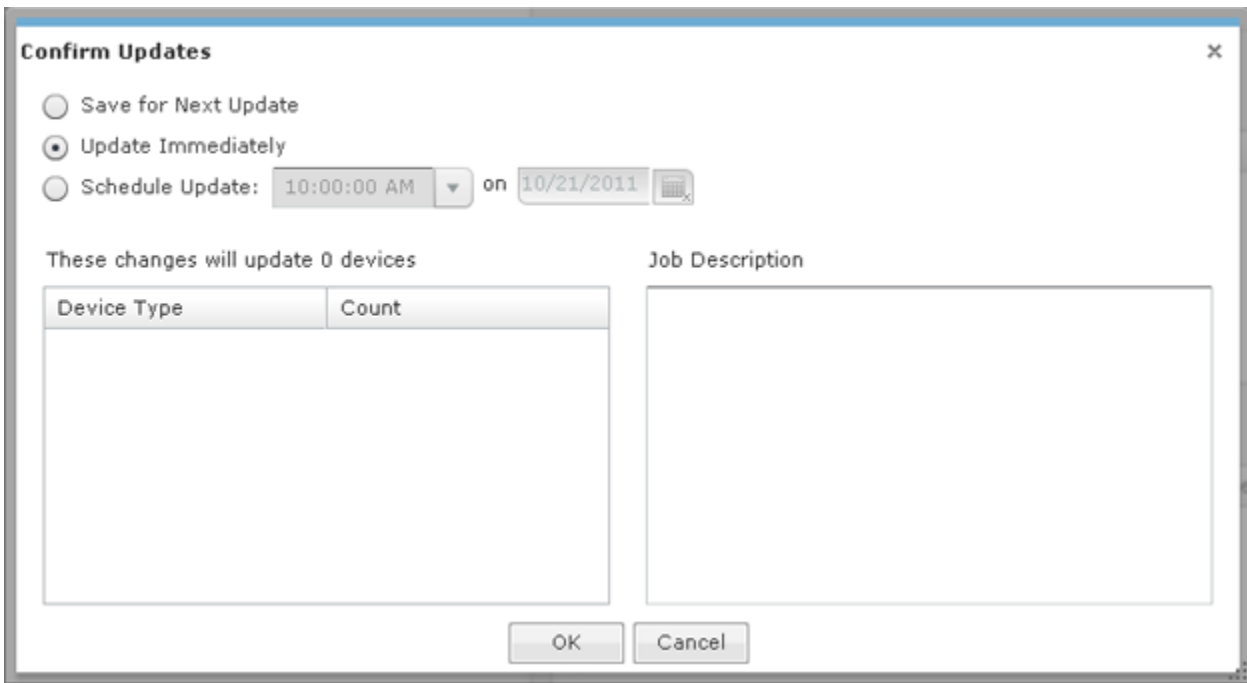 Confirm Updates
Save for Next Update
Update Immediately
Schedule Update: 10:00:00 AM on 10/21/2011
These changes will update 0 devices
Job Description
Device Type Count
OK Cancel